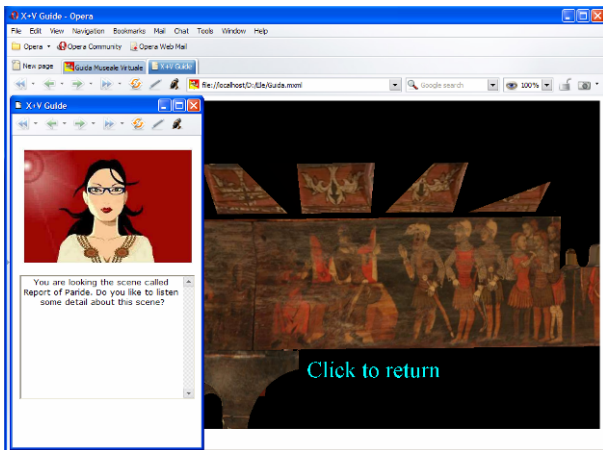 X+V Guide - Opera
File Edit View Navigation Bookmarks Mail Chat Tools Window Help
Opera Opera Community Opera Web Mail
New page Guida Museale Virtuale X+V Guide
file://localhost/D:/Ele/Guida.mxml Google search 100%
X+V Guide
You are looking the scene called
Report of Paride. Do you like to listen
some detail about this scene?
Click to return